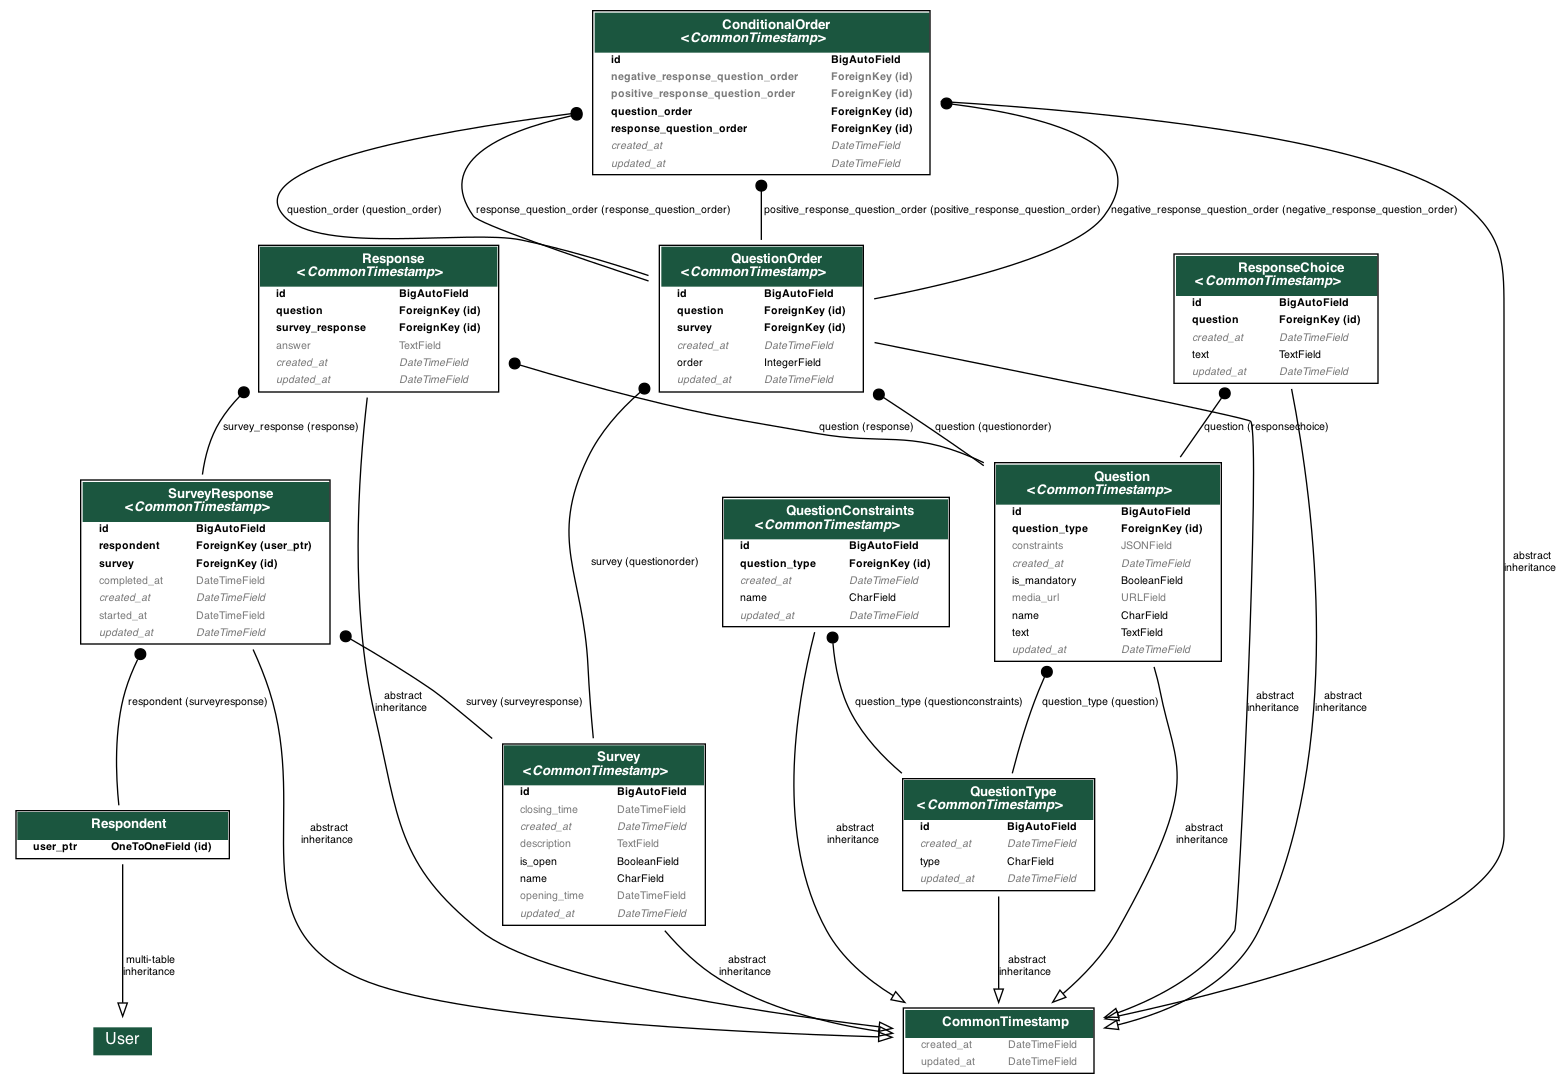 ConditionalOrder
<CommonTimestamp>
id BigAutoField
negative_response_question_order ForeignKey (id)
positive_response_question_order ForeignKey (id)
question_order ForeignKey (id)
response_question_order ForeignKey (id)
created_at DateTimeField
updated_at DateTimeField
question_order (question_order)
response_question_order (response_question_order)
positive_response_question_order (positive_response_question_order)
negative_response_question_order (negative_response_question_order)
Response
<CommonTimestamp>
id BigAutoField
question ForeignKey (id)
survey_response ForeignKey (id)
answer TextField
created_at DateTimeField
updated_at DateTimeField
QuestionOrder
<CommonTimestamp>
id BigAutoField
question ForeignKey (id)
survey ForeignKey (id)
created_at DateTimeField
order IntegerField
updated_at DateTimeField
ResponseChoice
<CommonTimestamp>
id BigAutoField
question ForeignKey (id)
created_at DateTimeField
text TextField
updated_at DateTimeField
survey_response (response)
question (response)
question (questionorder)
question (responsechoice)
SurveyResponse
<CommonTimestamp>
id BigAutoField
respondent ForeignKey (user_ptr)
survey ForeignKey (id)
completed_at DateTimeField
created_at DateTimeField
started_at DateTimeField
updated_at DateTimeField
survey (questionorder)
QuestionConstraints
<CommonTimestamp>
id BigAutoField
question_type ForeignKey (id)
created_at DateTimeField
name CharField
updated_at DateTimeField
Question
<CommonTimestamp>
id BigAutoField
question_type ForeignKey (id)
constraints JSONField
created_at DateTimeField
is_mandatory BooleanField
media_url URLField
name CharField
text TextField
updated_at DateTimeField
abstract
inheritance
respondent (surveyresponse)
abstract
inheritance
survey (surveyresponse)
question_type (questionconstraints)
question_type (question)
abstract
inheritance
abstract
inheritance
Respondent
user_ptr OneToOneField (id)
abstract
inheritance
Survey
<CommonTimestamp>
id BigAutoField
closing_time DateTimeField
created_at DateTimeField
description TextField
is_open BooleanField
name CharField
opening_time DateTimeField
updated_at DateTimeField
abstract
inheritance
QuestionType
<CommonTimestamp>
id BigAutoField
created_at DateTimeField
type CharField
updated_at DateTimeField
abstract
inheritance
multi-table
inheritance
abstract
inheritance
abstract
inheritance
User
CommonTimestamp
created_at DateTimeField
updated_at DateTimeField